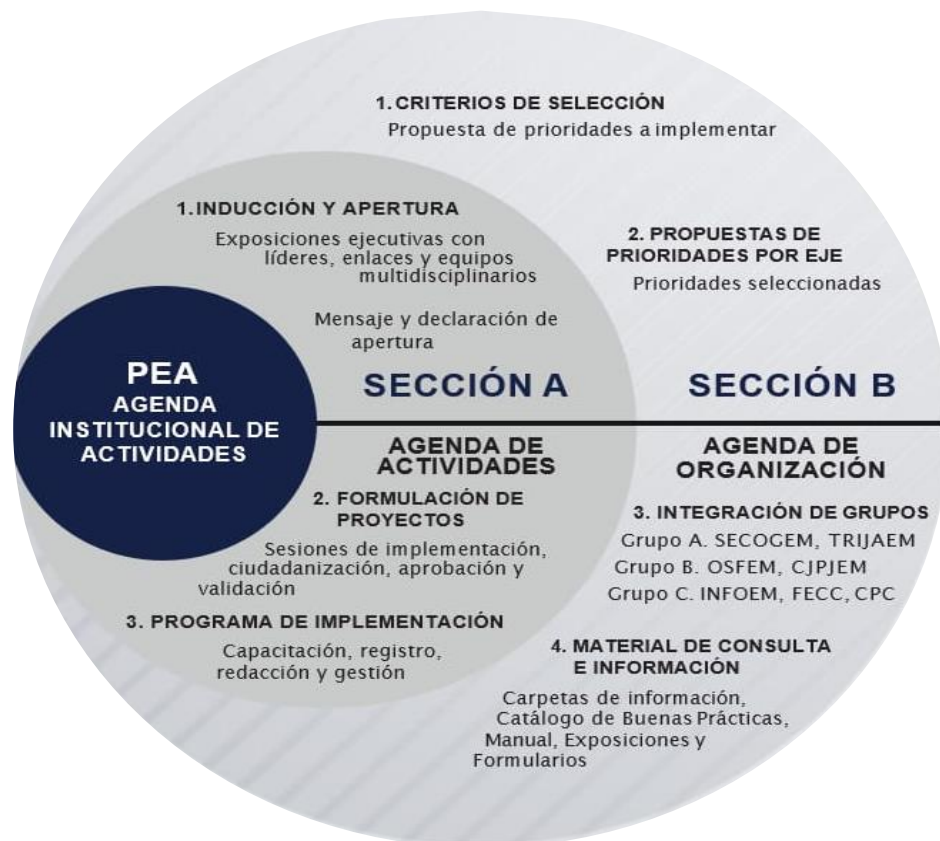 1. CRITERIOS DE SELECCIÓN
Propuesta de prioridades a implementar
1. INDUCCIÓN Y APERTURA
Exposiciones ejecutivas con
líderes, enlaces y equipos
multidisciplinarios
Mensaje y declaración de
apertura
2. PROPUESTAS DE
PRIORIDADES POR EJE
Prioridades seleccionadas
PEA
AGENDA
INSTITUCIONAL DE
ACTIVIDADES
SECCIÓN A
AGENDA DE
ACTIVIDADES
2. FORMULACIÓN DE
PROYECTOS
Sesiones de implementación,
ciudadanización, aprobación y
validación
3. PROGRAMA DE IMPLEMENTACIÓN
Capacitación, registro,
redacción y gestión
SECCIÓN B
AGENDA DE
ORGANIZACIÓN
3. INTEGRACIÓN DE GRUPOS
Grupo A. SECOGEM, TRIJAEM
Grupo B. OSFEM, CJPJEM
Grupo C. INFOEM, FECC, CPC
4. MATERIAL DE CONSULTA
E INFORMACIÓN
Carpetas de información,
Catálogo de Buenas Prácticas,
Manual, Exposiciones y
Formularios